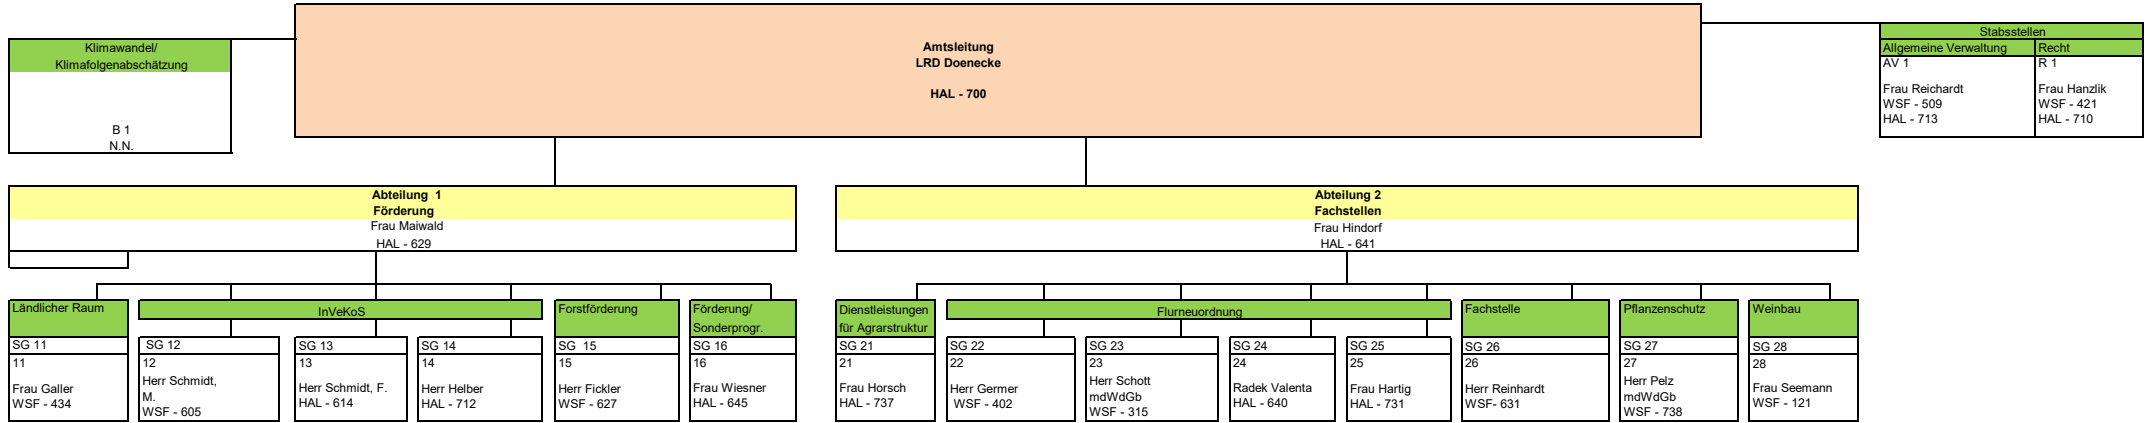 Klimawandel/
Klimafolgenabschätzung
B 1
N.N.
Amtsleitung
LRD Doenecke
HAL - 700
Stabsstellen
Allgemeine Verwaltung
AV 1
Frau Reichardt
WSF - 509
HAL - 713
Recht
R 1
Frau Hanzlik
WSF - 421
HAL - 710
Abteilung  1
Förderung
Frau Maiwald
HAL - 629
Abteilung 2
Fachstellen
Frau Hindorf
HAL - 641
Ländlicher Raum
SG 11
11
Frau Galler
WSF - 434
InVeKoS
SG 12
12
Herr Schmidt,
M.
WSF - 605
SG 13
13
Herr Schmidt, F.
HAL - 614
SG 14
14
Herr Helber
HAL - 712
Forstförderung
SG  15
15
Herr Fickler
WSF - 627
Förderung/
Sonderprogr.
SG 16
16
Frau Wiesner
HAL - 645
Dienstleistungen
für Agrarstruktur
SG 21
21
Frau Horsch
HAL - 737
Flurneuordnung
SG 22
22
Herr Germer
WSF - 402
SG 23
23
Herr Schott
mdWdGb
WSF - 315
SG 24
24
Radek Valenta
HAL - 640
SG 25
25
Frau Hartig
HAL - 731
Fachstelle
SG 26
26
Herr Reinhardt
WSF- 631
Pflanzenschutz
SG 27
27
Herr Pelz
mdWdGb
WSF - 738
Weinbau
SG 28
28
Frau Seemann
WSF - 121